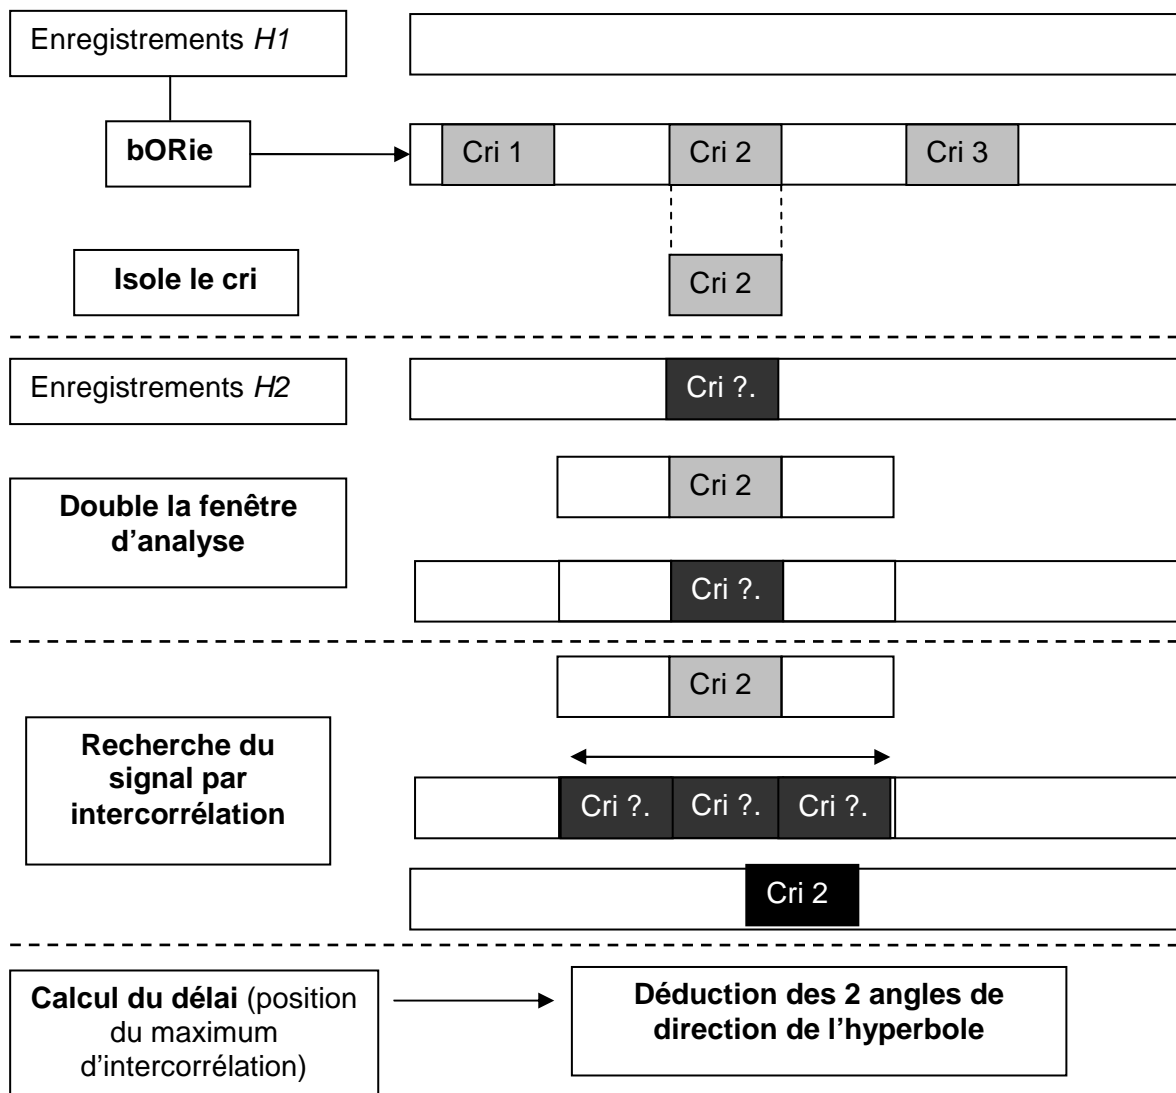 Enregistrements H1
bORie
Cri 1
Cri 2
Cri 3
Isole le cri
Cri 2
Enregistrements H2
Cri ?.
Double la fenêtre
d’analyse
Cri 2
Cri ?.
Cri 2
Recherche du
signal par
intercorrélation
Cri ?.
Cri ?.
Cri ?.
Cri 2
Calcul du délai (position
du maximum
d’intercorrélation)
Déduction des 2 angles de
direction de l’hyperbole